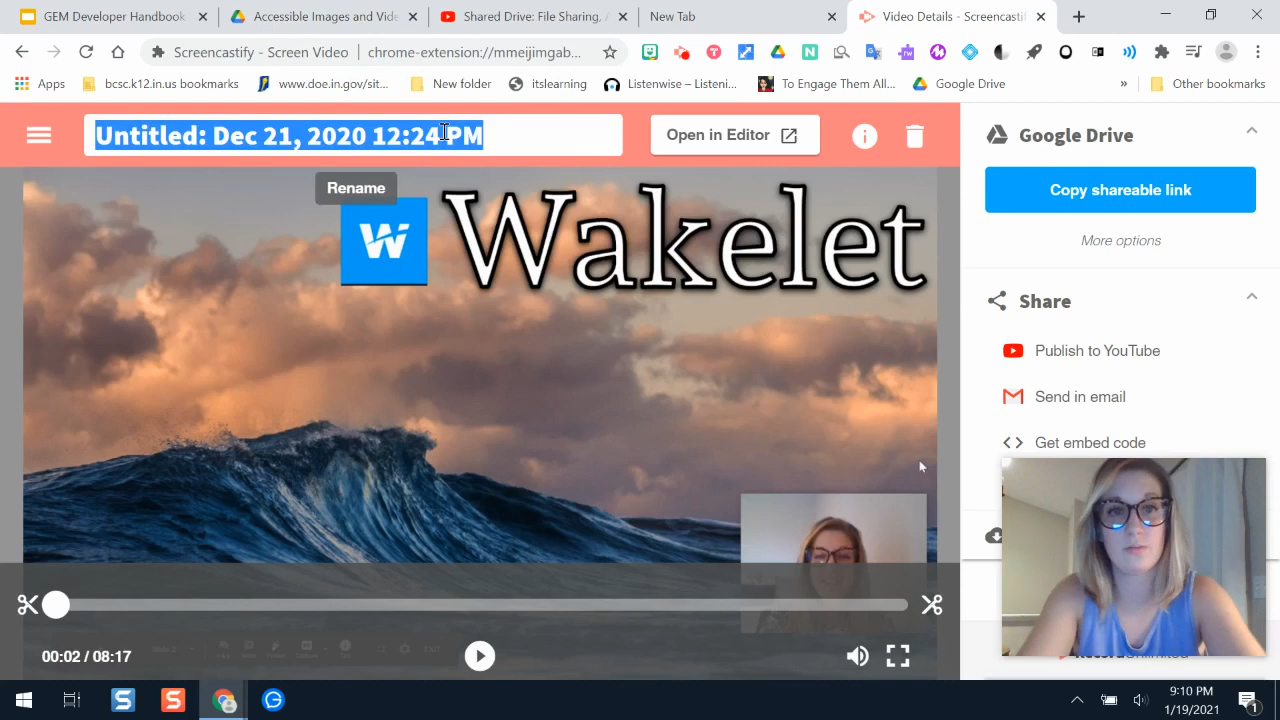 GEM Developer Handbook
Accessible Images and Vide
Shared Drive: File Sharing, A
New Tab
Video Details - Screencastif
Screencastify - Screen Video
chrome-extension://mmeijimgab...
Apps
bcsc.k12.in.us bookmarks
www.doe.in.gov/sit...
New folder
itslearning
Listenwise – Listeni...
To Engage Them All...
Google Drive
»
Other bookmarks
Untitled: Dec 21, 2020 12:24 PM
Open in Editor
Google Drive
Rename
Copy shareable link
W Wakelet
More options
Share
Publish to YouTube
Send in email
Get embed code
00:02 / 08:17
9:10 PM
1/19/2021